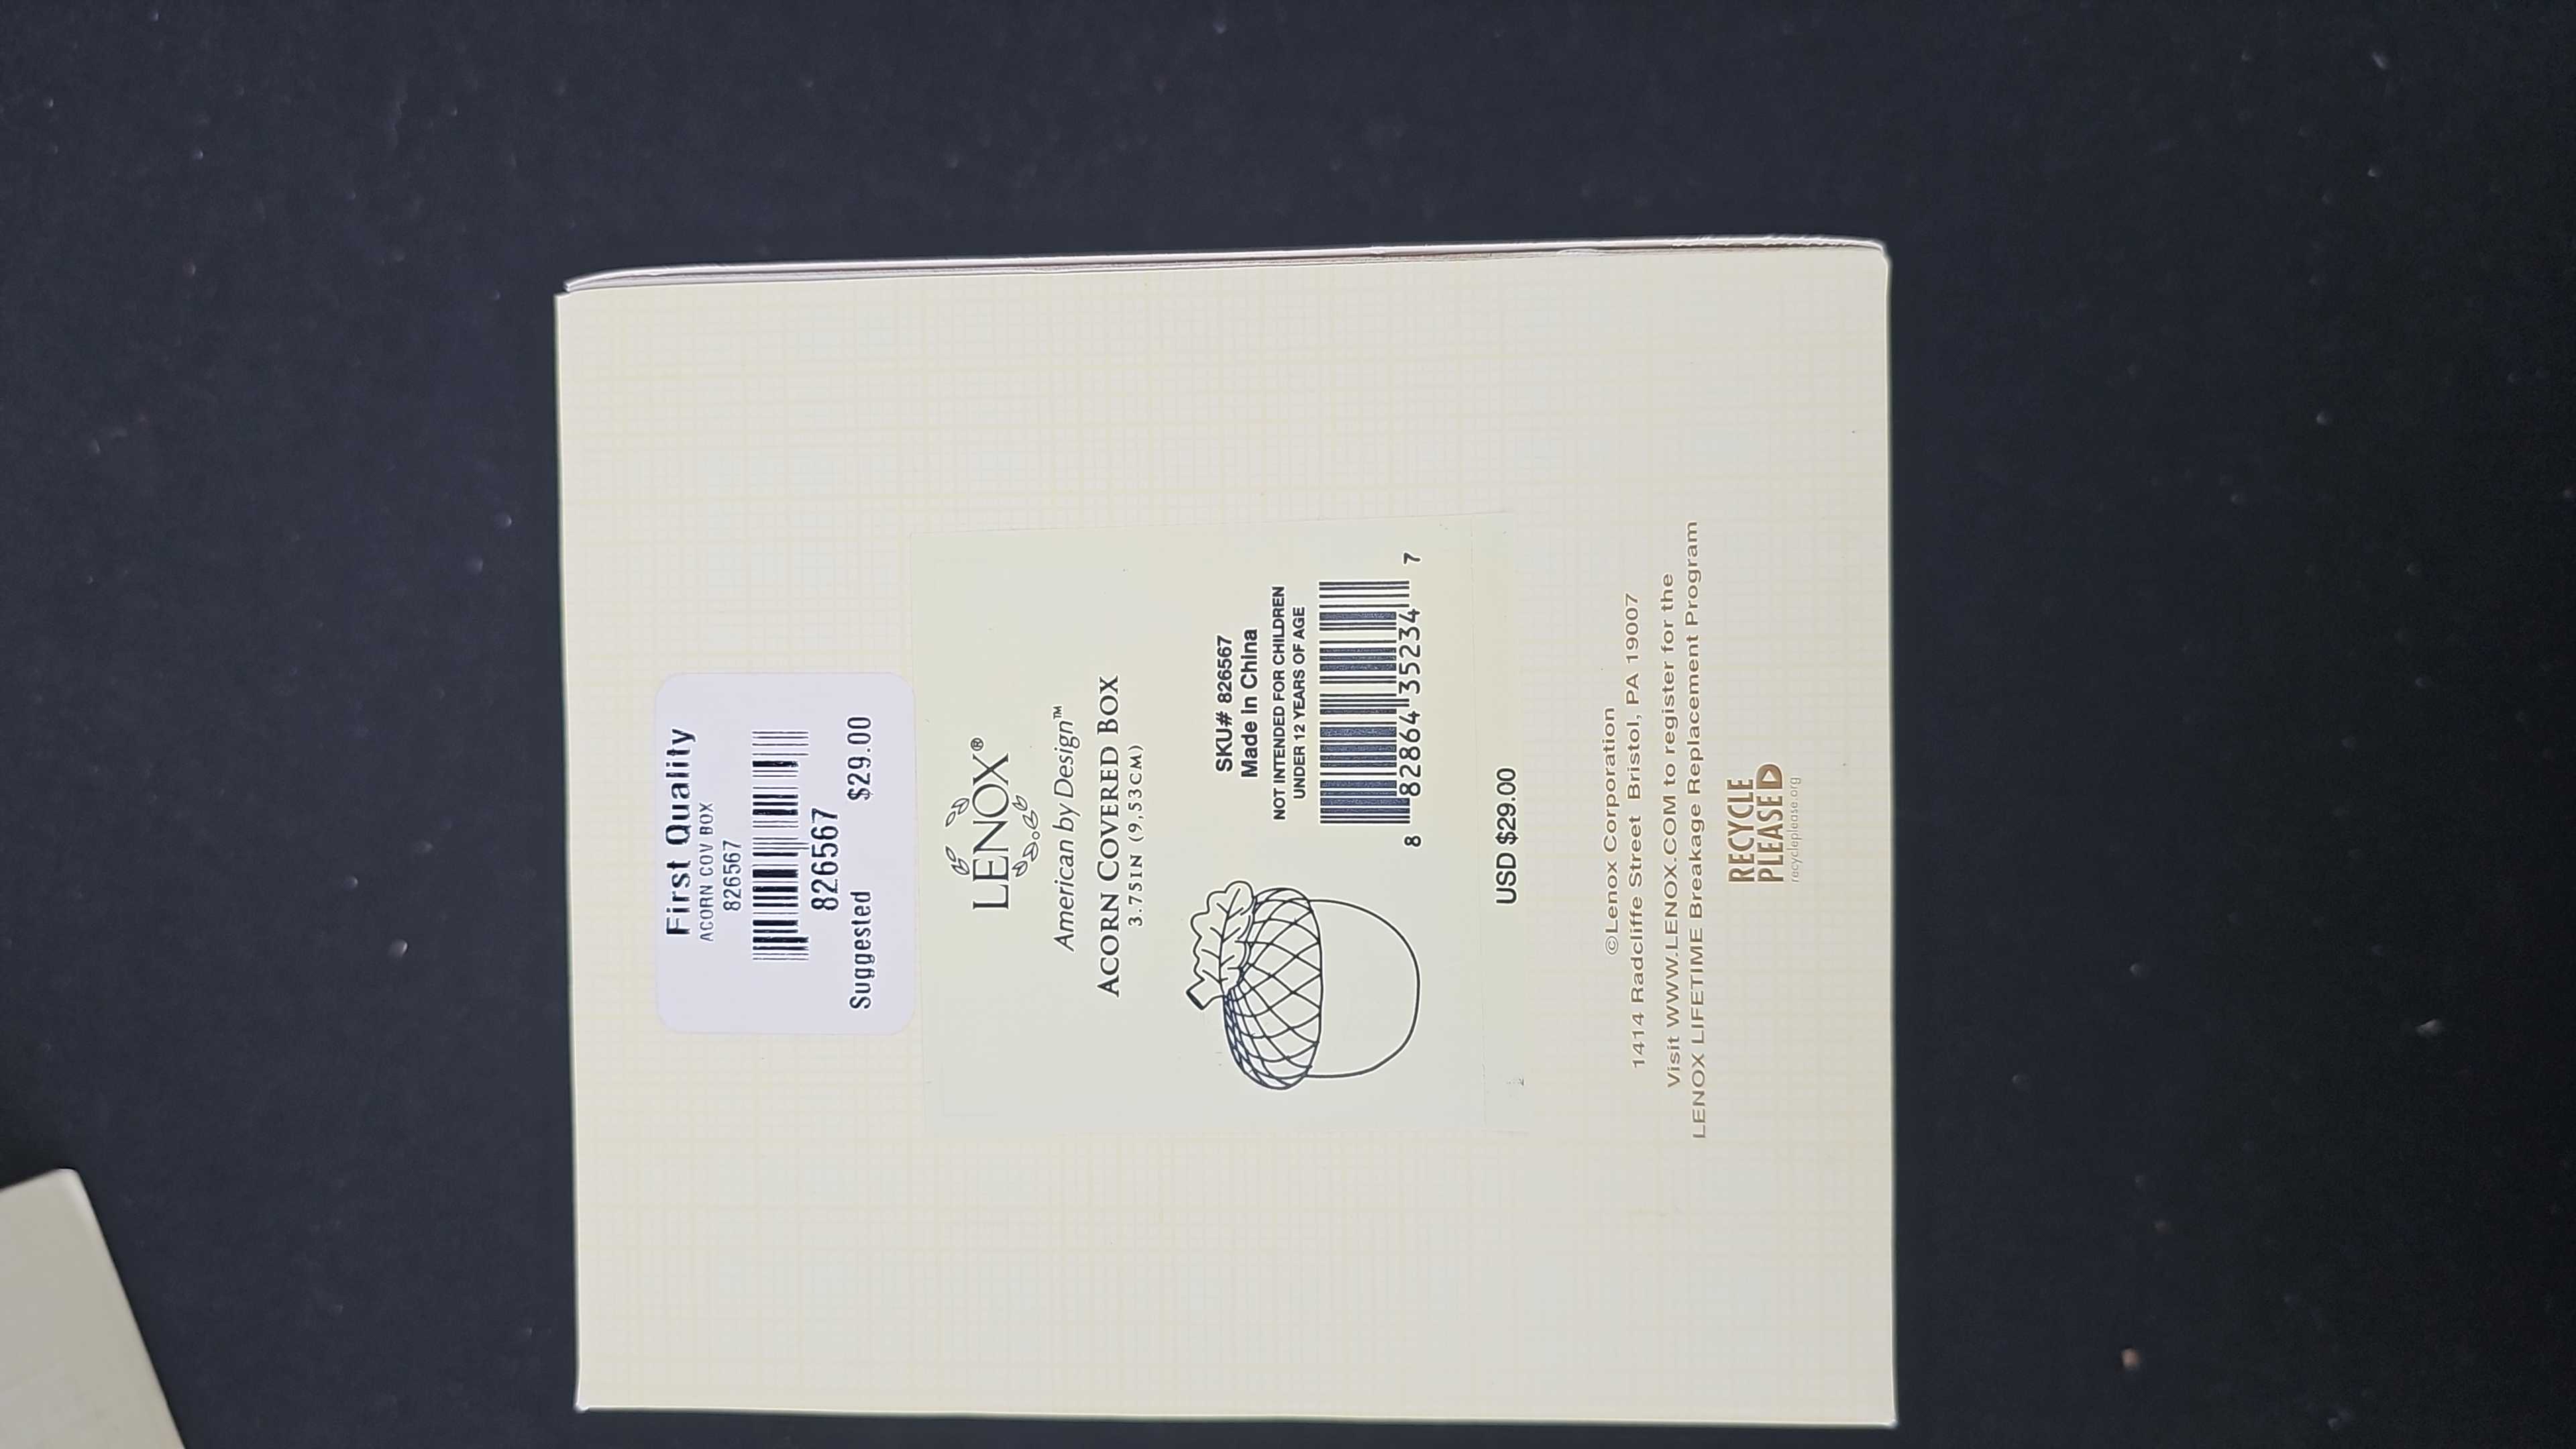 First Quality
ACORN COV BOX
826567
826567
Suggested $29.00
LENOX®
American by Design™
ACORN COVERED BOX
3.75IN (9,53CM)
SKU# 826567
Made In China
NOT INTENDED FOR CHILDREN
UNDER 12 YEARS OF AGE
8 82864 35234 7
USD $29.00
©Lenox Corporation
1414 Radcliffe Street Bristol, PA 19007
Visit WWW.LENOX.COM to register for the
LENOX LIFETIME Breakage Replacement Program
RECYCLE
PLEASE
recycleplease.org